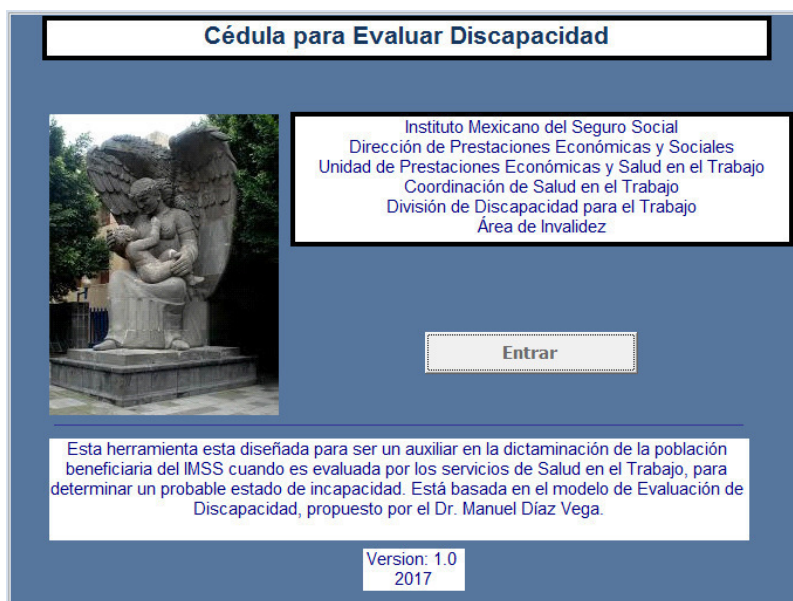 Cédula para Evaluar Discapacidad
Instituto Mexicano del Seguro Social
Dirección de Prestaciones Económicas y Sociales
Unidad de Prestaciones Económicas y Salud en el Trabajo
Coordinación de Salud en el Trabajo
División de Discapacidad para el Trabajo
Área de Invalidez
Entrar
Esta herramienta esta diseñada para ser un auxiliar en la dictaminación de la población
beneficiaria del IMSS cuando es evaluada por los servicios de Salud en el Trabajo, para
determinar un probable estado de incapacidad. Está basada en el modelo de Evaluación de
Discapacidad, propuesto por el Dr. Manuel Díaz Vega.
Version: 1.0
2017